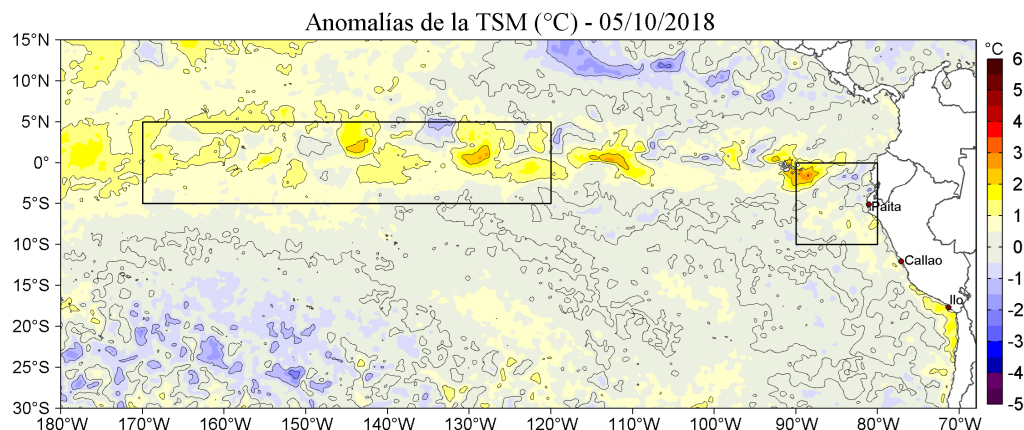 Anomalías de la TSM (°C) - 05/10/2018
15°N
10°N
5°N
0°
5°S
10°S
15°S
20°S
25°S
30°S
180°W
170°W
160°W
150°W
140°W
130°W
120°W
110°W
100°W
90°W
80°W
70°W
Paita
Callao
Ilo
°C
6
5
4
3
2
1
0
-1
-2
-3
-4
-5